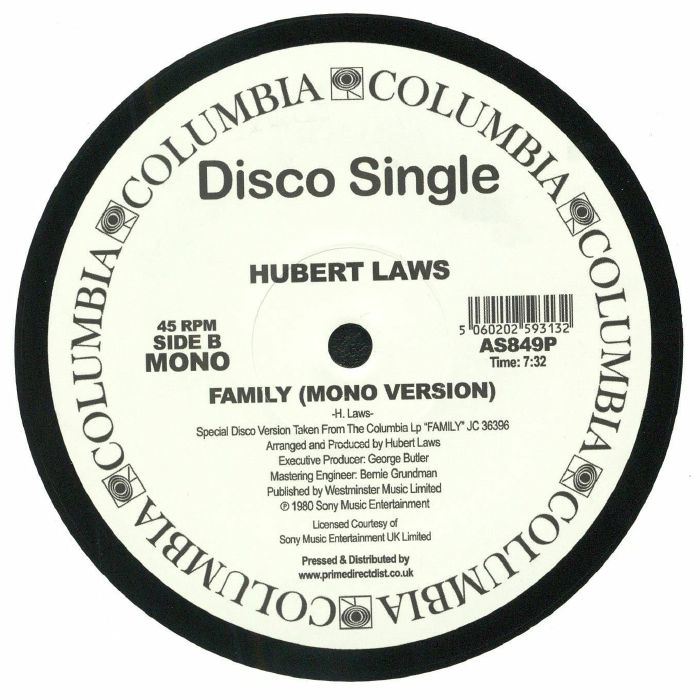 COLUMBIA COLUMBIA COLUMBIA COLUMBIA COLUMBIA COLUMBIA COLUMBIA COLUMBIA
Disco Single
HUBERT LAWS
45 RPM
SIDE B
MONO
5 060202 593132
AS849P
Time: 7:32
FAMILY (MONO VERSION)
-H. Laws-
Special Disco Version Taken From The Columbia Lp "FAMILY" JC 36396
Arranged and Produced by Hubert Laws
Executive Producer: George Butler
Mastering Engineer: Bernie Grundman
Published by Westminster Music Limited
℗ 1980 Sony Music Entertainment
Licensed Courtesy of
Sony Music Entertainment UK Limited
Pressed & Distributed by
www.primedirectdist.co.uk